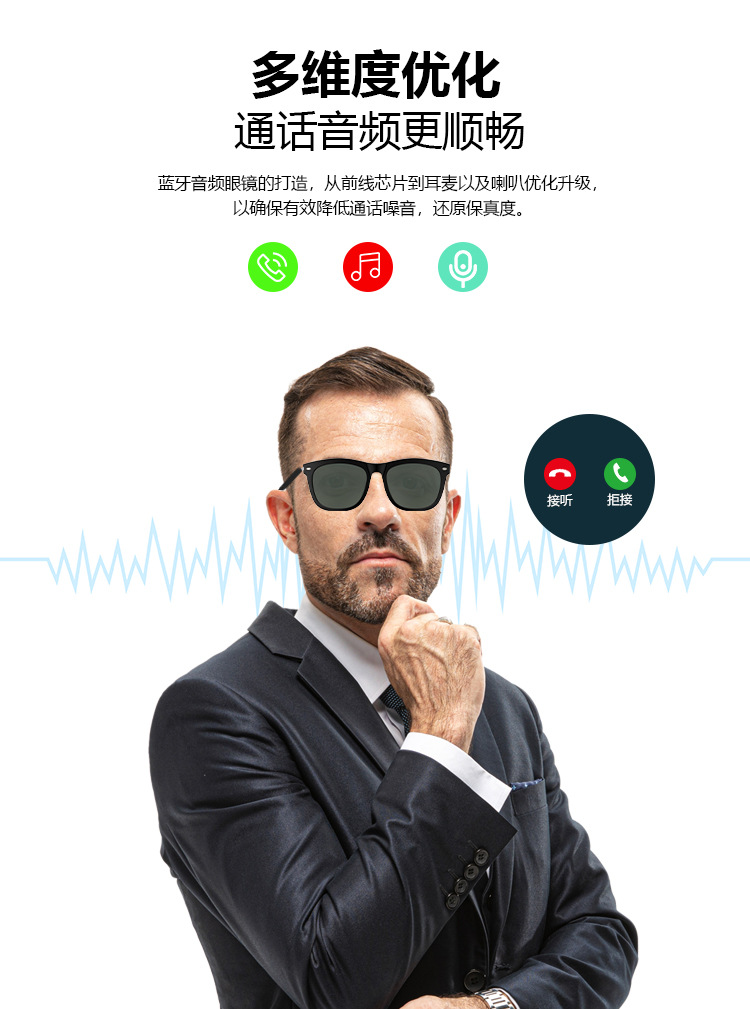 多维度优化
通话音频更顺畅
蓝牙音频眼镜的打造，从前线芯片到耳麦以及喇叭优化升级，
以确保有效降低通话噪音，还原保真度。
接听
拒接